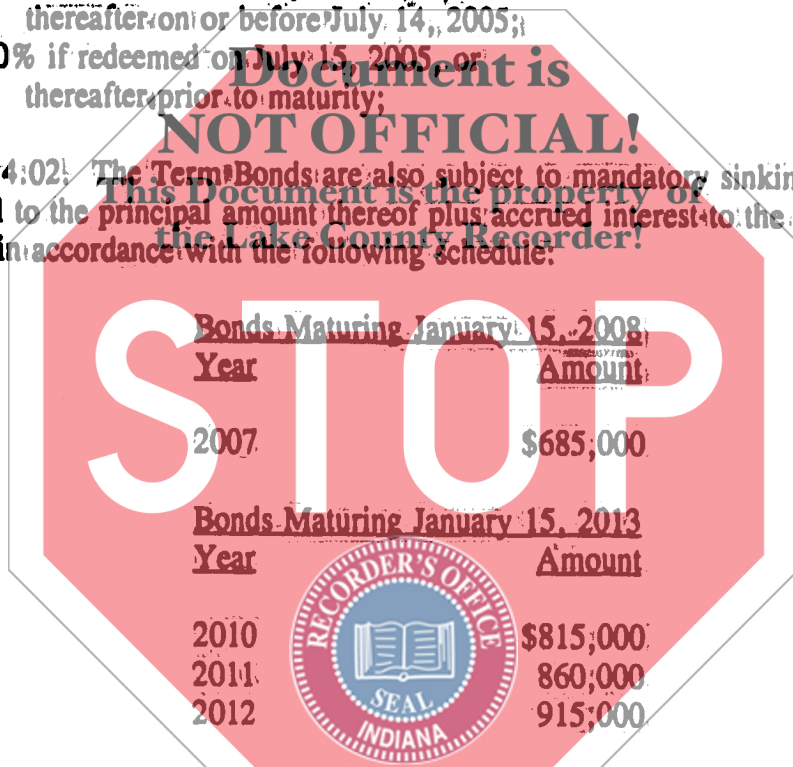 thereafter on or before July 14, 2005;
0% if redeemed on July 15, 2005, or
Document is
thereafter prior to maturity;
NOT OFFICIAL!
4.02. The Term Bonds are also subject to mandatory sinkin
This Document is the property of
l to the principal amount thereof plus accrued interest to the
the Lake County Recorder!
in accordance with the following schedule:
STOP
Bonds Maturing January 15, 2008
Year Amount
2007 $685,000
Bonds Maturing January 15, 2013
Year Amount
RECORDER'S OFFICE
2010 $815,000
2011 860,000
2012 915,000
SEAL
INDIANA